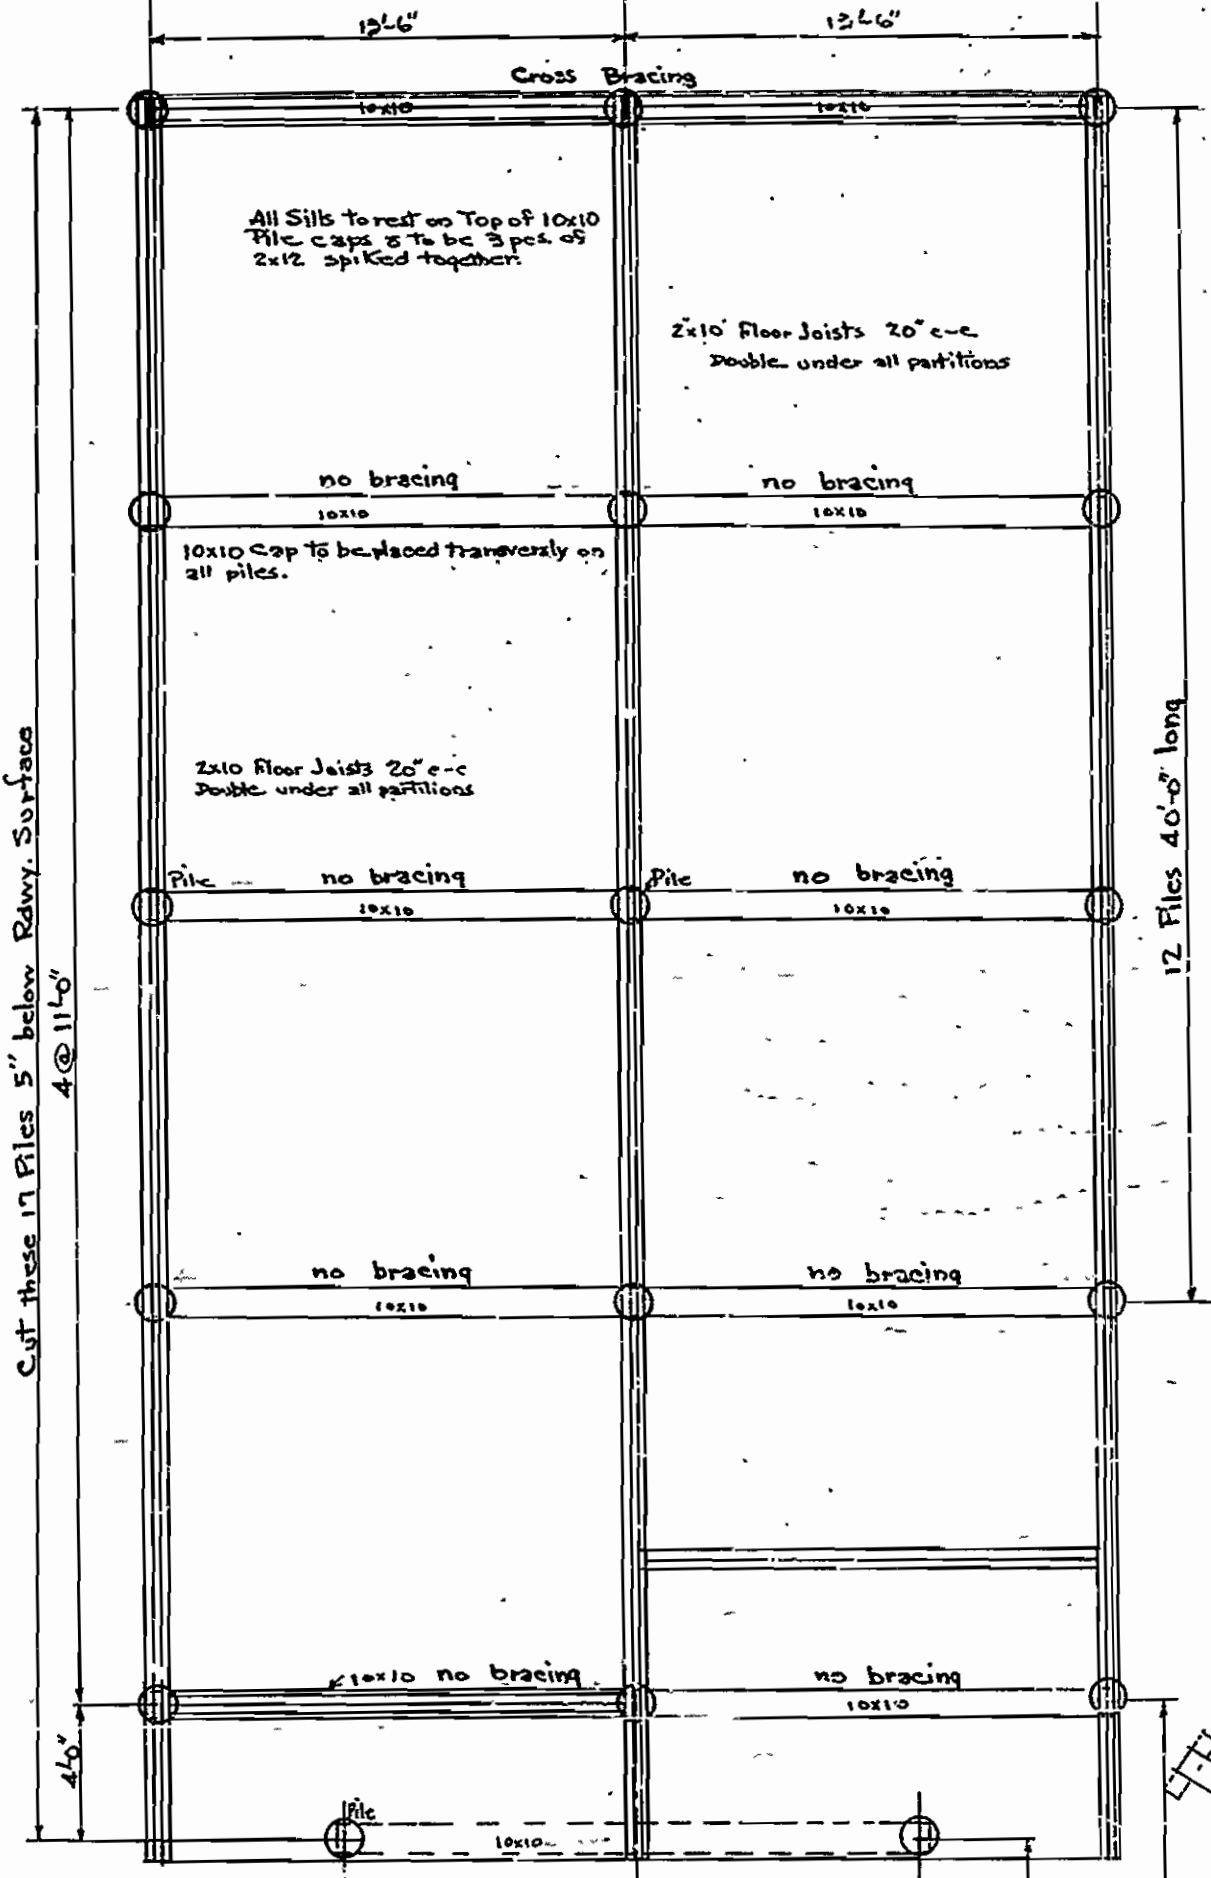 13'-6"
13'-6"
Cross Bracing
10x10
10x10
All Sills to rest on Top of 10x10
Pile caps & to be 3 pcs. of
2x12 spiked together.
2"x10" Floor Joists 20" c-c
Double under all partitions
no bracing
no bracing
10x10
10x10
10x10 Cap to be placed transversly on
all piles.
2x10 Floor Joists 20" c-c
Double under all partitions
Cut these 17 Piles 5" below Rdwy. Surface
4@11'-0"
12 Piles 40'-0" long
Pile
no bracing
Pile
no bracing
10x10
10x10
no bracing
no bracing
10x10
10x10
10x10 no bracing
no bracing
10x10
4'-0"
Pile
10x10